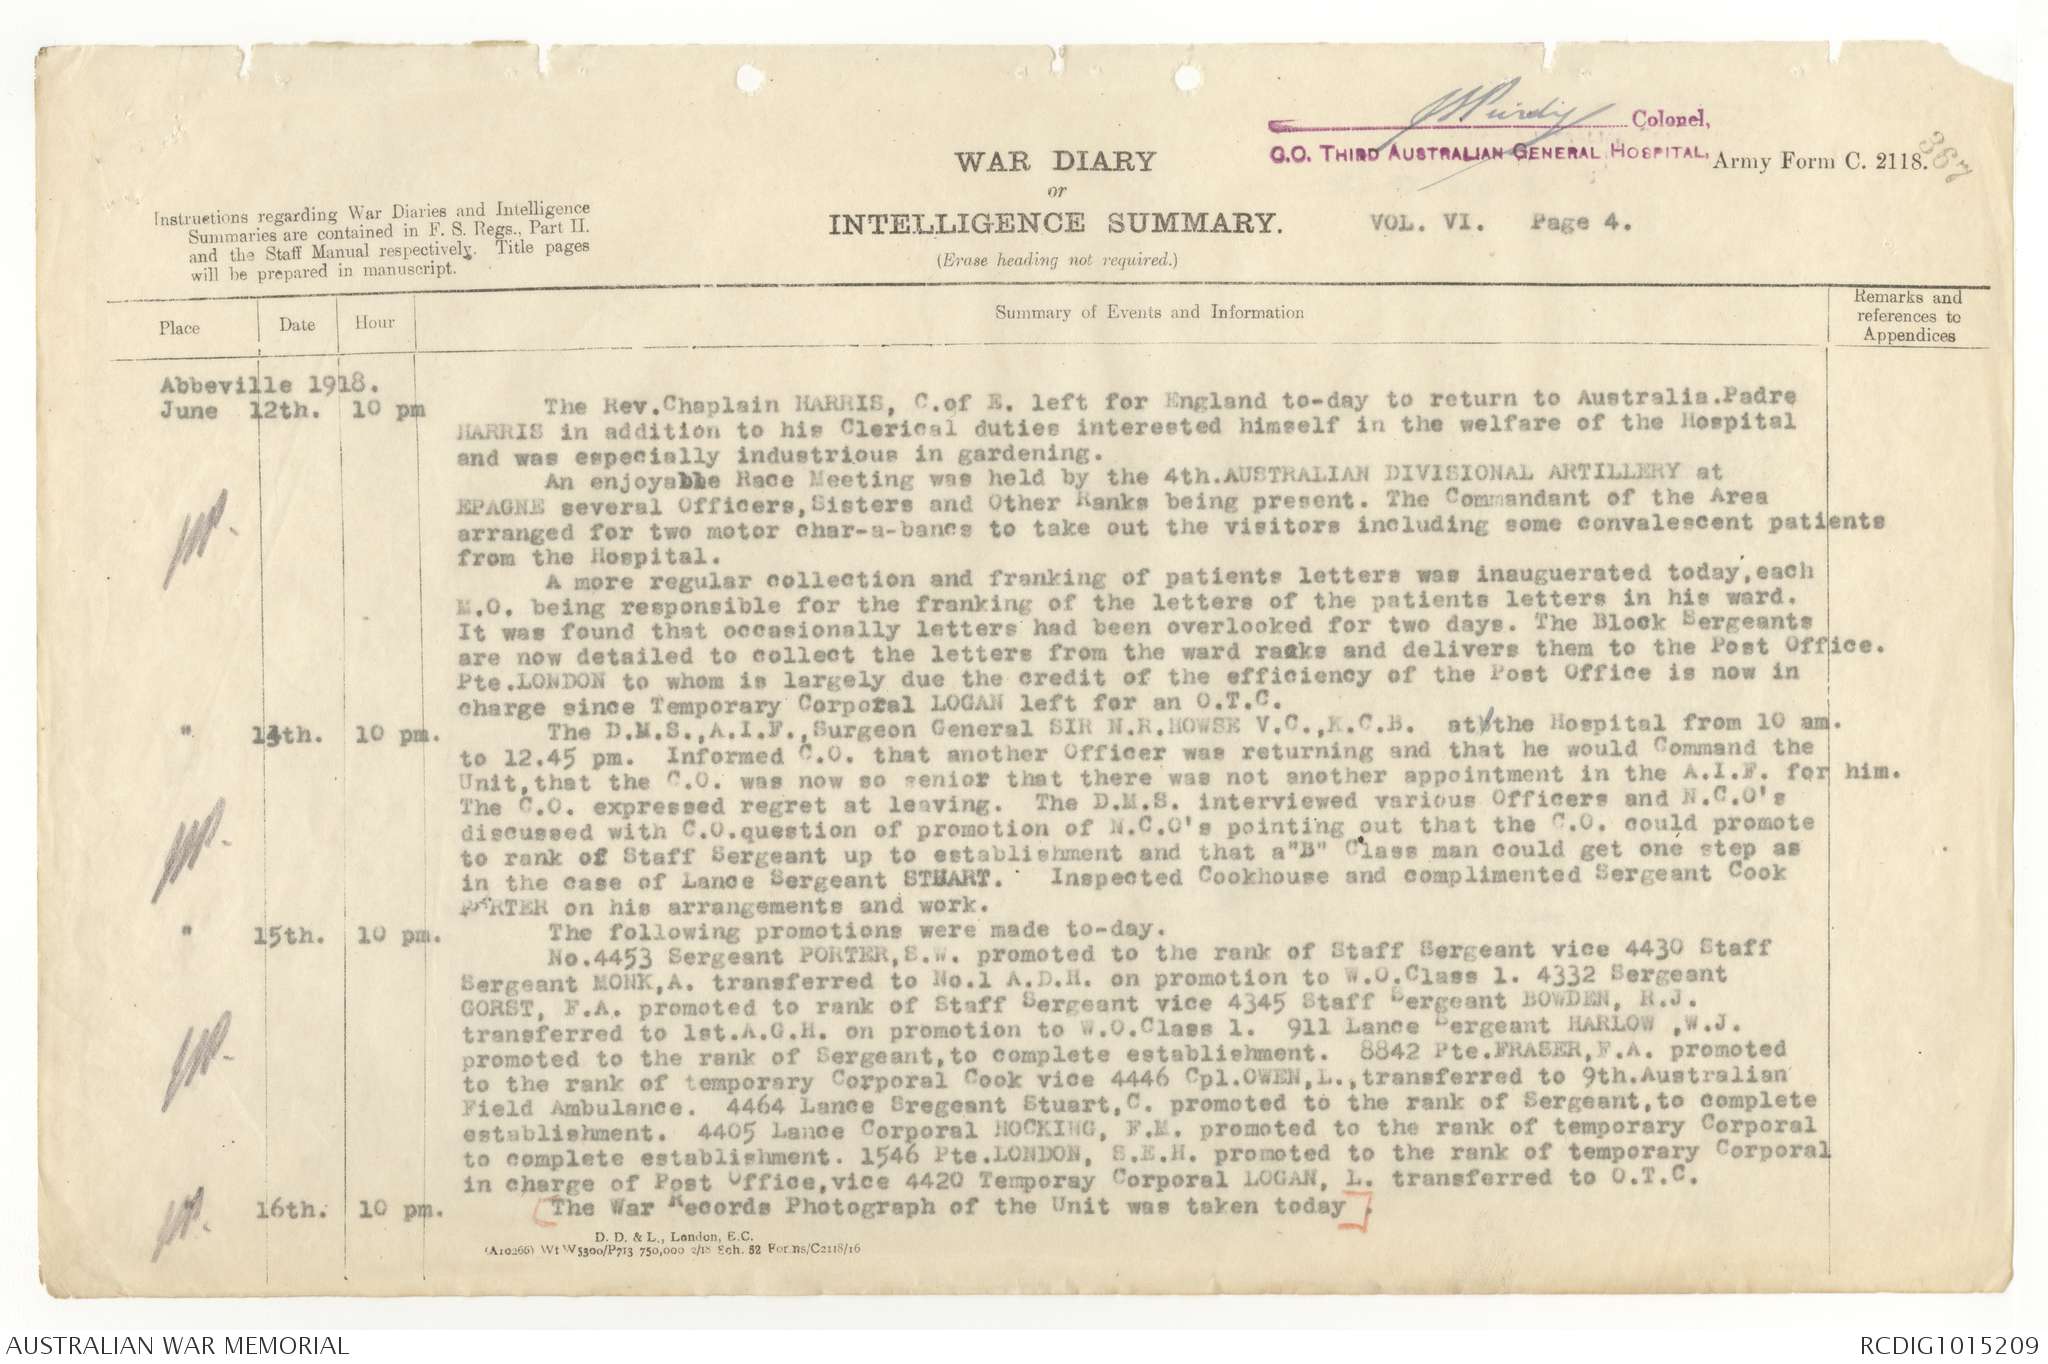 JS Purdy Colonel,
C.O. THIRD AUSTRALIAN GENERAL HOSPITAL.
Army Form C. 2118.
367
WAR DIARY
or
INTELLIGENCE SUMMARY.
(Erase heading not required.)
VOL. VI. Page 4.
Instructions regarding War Diaries and Intelligence
Summaries are contained in F. S. Regs., Part II.
and the Staff Manual respectively. Title pages
will be prepared in manuscript.
Place Date Hour Summary of Events and Information Remarks and
references to
Appendices
Abbeville 1918.
June 12th. 10 pm The Rev.Chaplain HARRIS, C.of E. left for England to-day to return to Australia.Padre
HARRIS in addition to his Clerical duties interested himself in the welfare of the Hospital
and was especially industrious in gardening.
An enjoyable Race Meeting was held by the 4th.AUSTRALIAN DIVISIONAL ARTILLERY at
EPAGNE several Officers,Sisters and Other Ranks being present. The Commandant of the Area
arranged for two motor char-a-bancs to take out the visitors including some convalescent patients
from the Hospital.
A more regular collection and franking of patients letters was inauguerated today,each
M.O. being responsible for the franking of the letters of the patients letters in his ward.
It was found that occasionally letters had been overlooked for two days. The Block Sergeants
are now detailed to collect the letters from the ward racks and delivers them to the Post Office.
Pte.LONDON to whom is largely due the credit of the efficiency of the Post Office is now in
charge since Temporary Corporal LOGAN left for an O.T.C.
" th. 10 pm. The D.M.S.,A.I.F.,Surgeon General SIR N.R.HOWSE V.C.,K.C.B. at the Hospital from 10 am.
to 12.45 pm. Informed C.O. that another Officer was returning and that he would Command the
Unit,that the C.O. was now so senior that there was not another appointment in the A.I.F. for him.
The C.O. expressed regret at leaving. The D.M.S. interviewed various Officers and N.C.O's
discussed with C.O.question of promotion of N.C.O's pointing out that the C.O. could promote
to rank of Staff Sergeant up to establishment and that a"B" Class man could get one step as
in the case of Lance Sergeant STUART. Inspected Cookhouse and complimented Sergeant Cook
PORTER on his arrangements and work.
" 15th. 10 pm. The following promotions were made to-day.
No.4453 Sergeant PORTER,S.W. promoted to the rank of Staff Sergeant vice 4430 Staff
Sergeant MONK,A. transferred to No.1 A.D.H. on promotion to W.O.Class 1. 4332 Sergeant
GORST, F.A. promoted to rank of Staff Sergeant vice 4345 Staff Sergeant BOWDEN, R.J.
transferred to 1st.A.G.H. on promotion to W.O.Class 1. 911 Lance Sergeant HARLOW ,W.J.
promoted to the rank of Sergeant,to complete establishment. 8842 Pte.FRASER,F.A. promoted
to the rank of temporary Corporal Cook vice 4446 Cpl.OWEN,L.,transferred to 9th.Australian
Field Ambulance. 4464 Lance Sregeant Stuart,C. promoted to the rank of Sergeant,to complete
establishment. 4405 Lance Corporal HOCKING, F.M. promoted to the rank of temporary Corporal
to complete establishment. 1546 Pte.LONDON, S.E.H. promoted to the rank of temporary Corporal
in charge of Post Office,vice 4420 Temporay Corporal LOGAN, L. transferred to O.T.C.
16th. 10 pm. [The War Records Photograph of the Unit was taken today].
D. D. & L., London, E.C.
(A10266) Wt W5300/P713 750,000 2/18 Sch. 52 Forms/C2118/16
AUSTRALIAN WAR MEMORIAL
RCDIG1015209